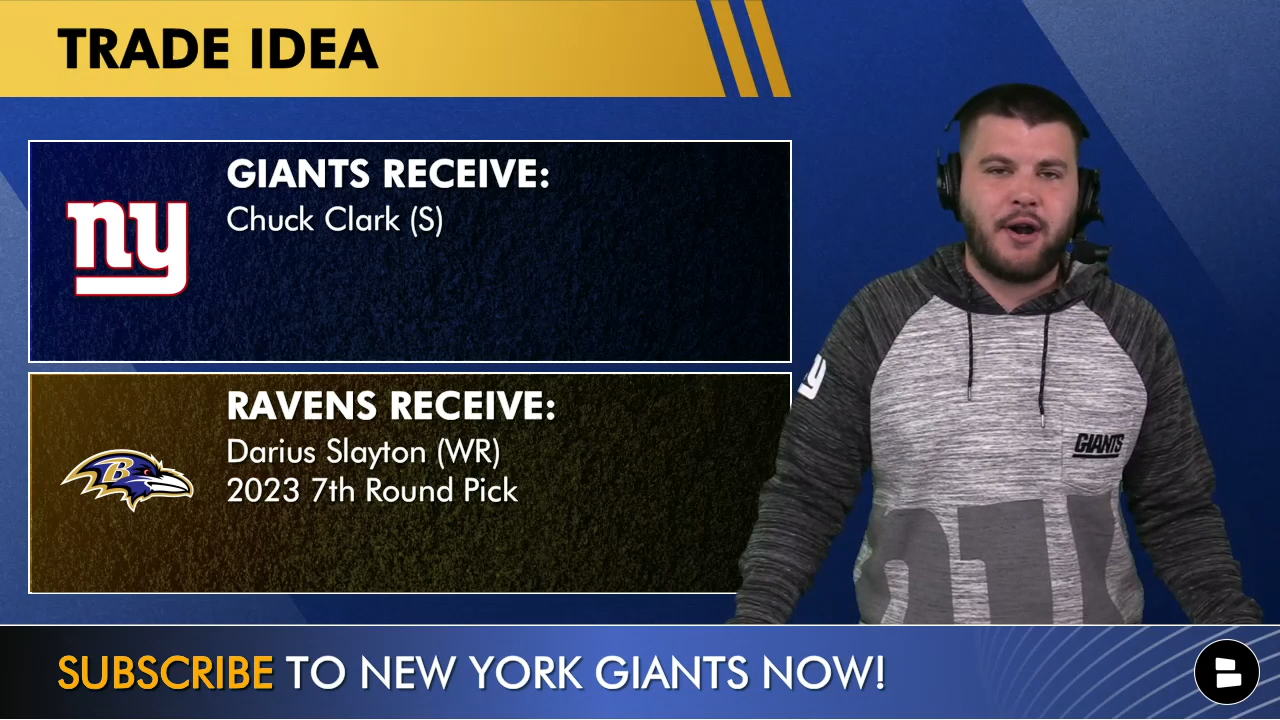 TRADE IDEA
GIANTS RECEIVE:
Chuck Clark (S)
ny
RAVENS RECEIVE:
Darius Slayton (WR)
2023 7th Round Pick
B
ny
GIANTS
SUBSCRIBE TO NEW YORK GIANTS NOW!